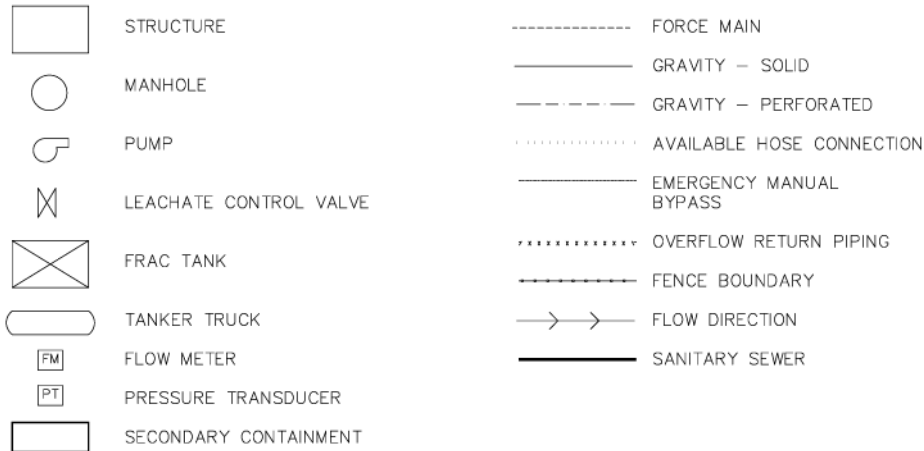 STRUCTURE
MANHOLE
PUMP
LEACHATE CONTROL VALVE
FRAC TANK
TANKER TRUCK
FM
FLOW METER
PT
PRESSURE TRANSDUCER
SECONDARY CONTAINMENT
FORCE MAIN
GRAVITY – SOLID
GRAVITY – PERFORATED
AVAILABLE HOSE CONNECTION
EMERGENCY MANUAL
BYPASS
OVERFLOW RETURN PIPING
FENCE BOUNDARY
FLOW DIRECTION
SANITARY SEWER